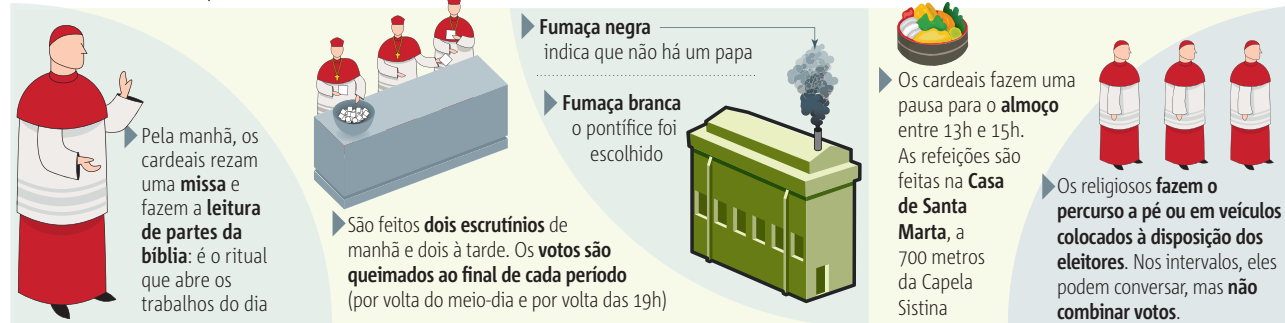 Pela manhã, os
cardeais rezam
uma missa e
fazem a leitura
de partes da
bíblia: é o ritual
que abre os
trabalhos do dia
São feitos dois escrutínios de
manhã e dois à tarde. Os votos são
queimados ao final de cada período
(por volta do meio-dia e por volta das 19h)
Fumaça negra
indica que não há um papa
Fumaça branca
o pontífice foi
escolhido
Os cardeais fazem uma
pausa para o almoço
entre 13h e 15h.
As refeições são
feitas na Casa
de Santa
Marta, a
700 metros
da Capela
Sistina
Os religiosos fazem o
percurso a pé ou em veículos
colocados à disposição dos
eleitores. Nos intervalos, eles
podem conversar, mas não
combinar votos.